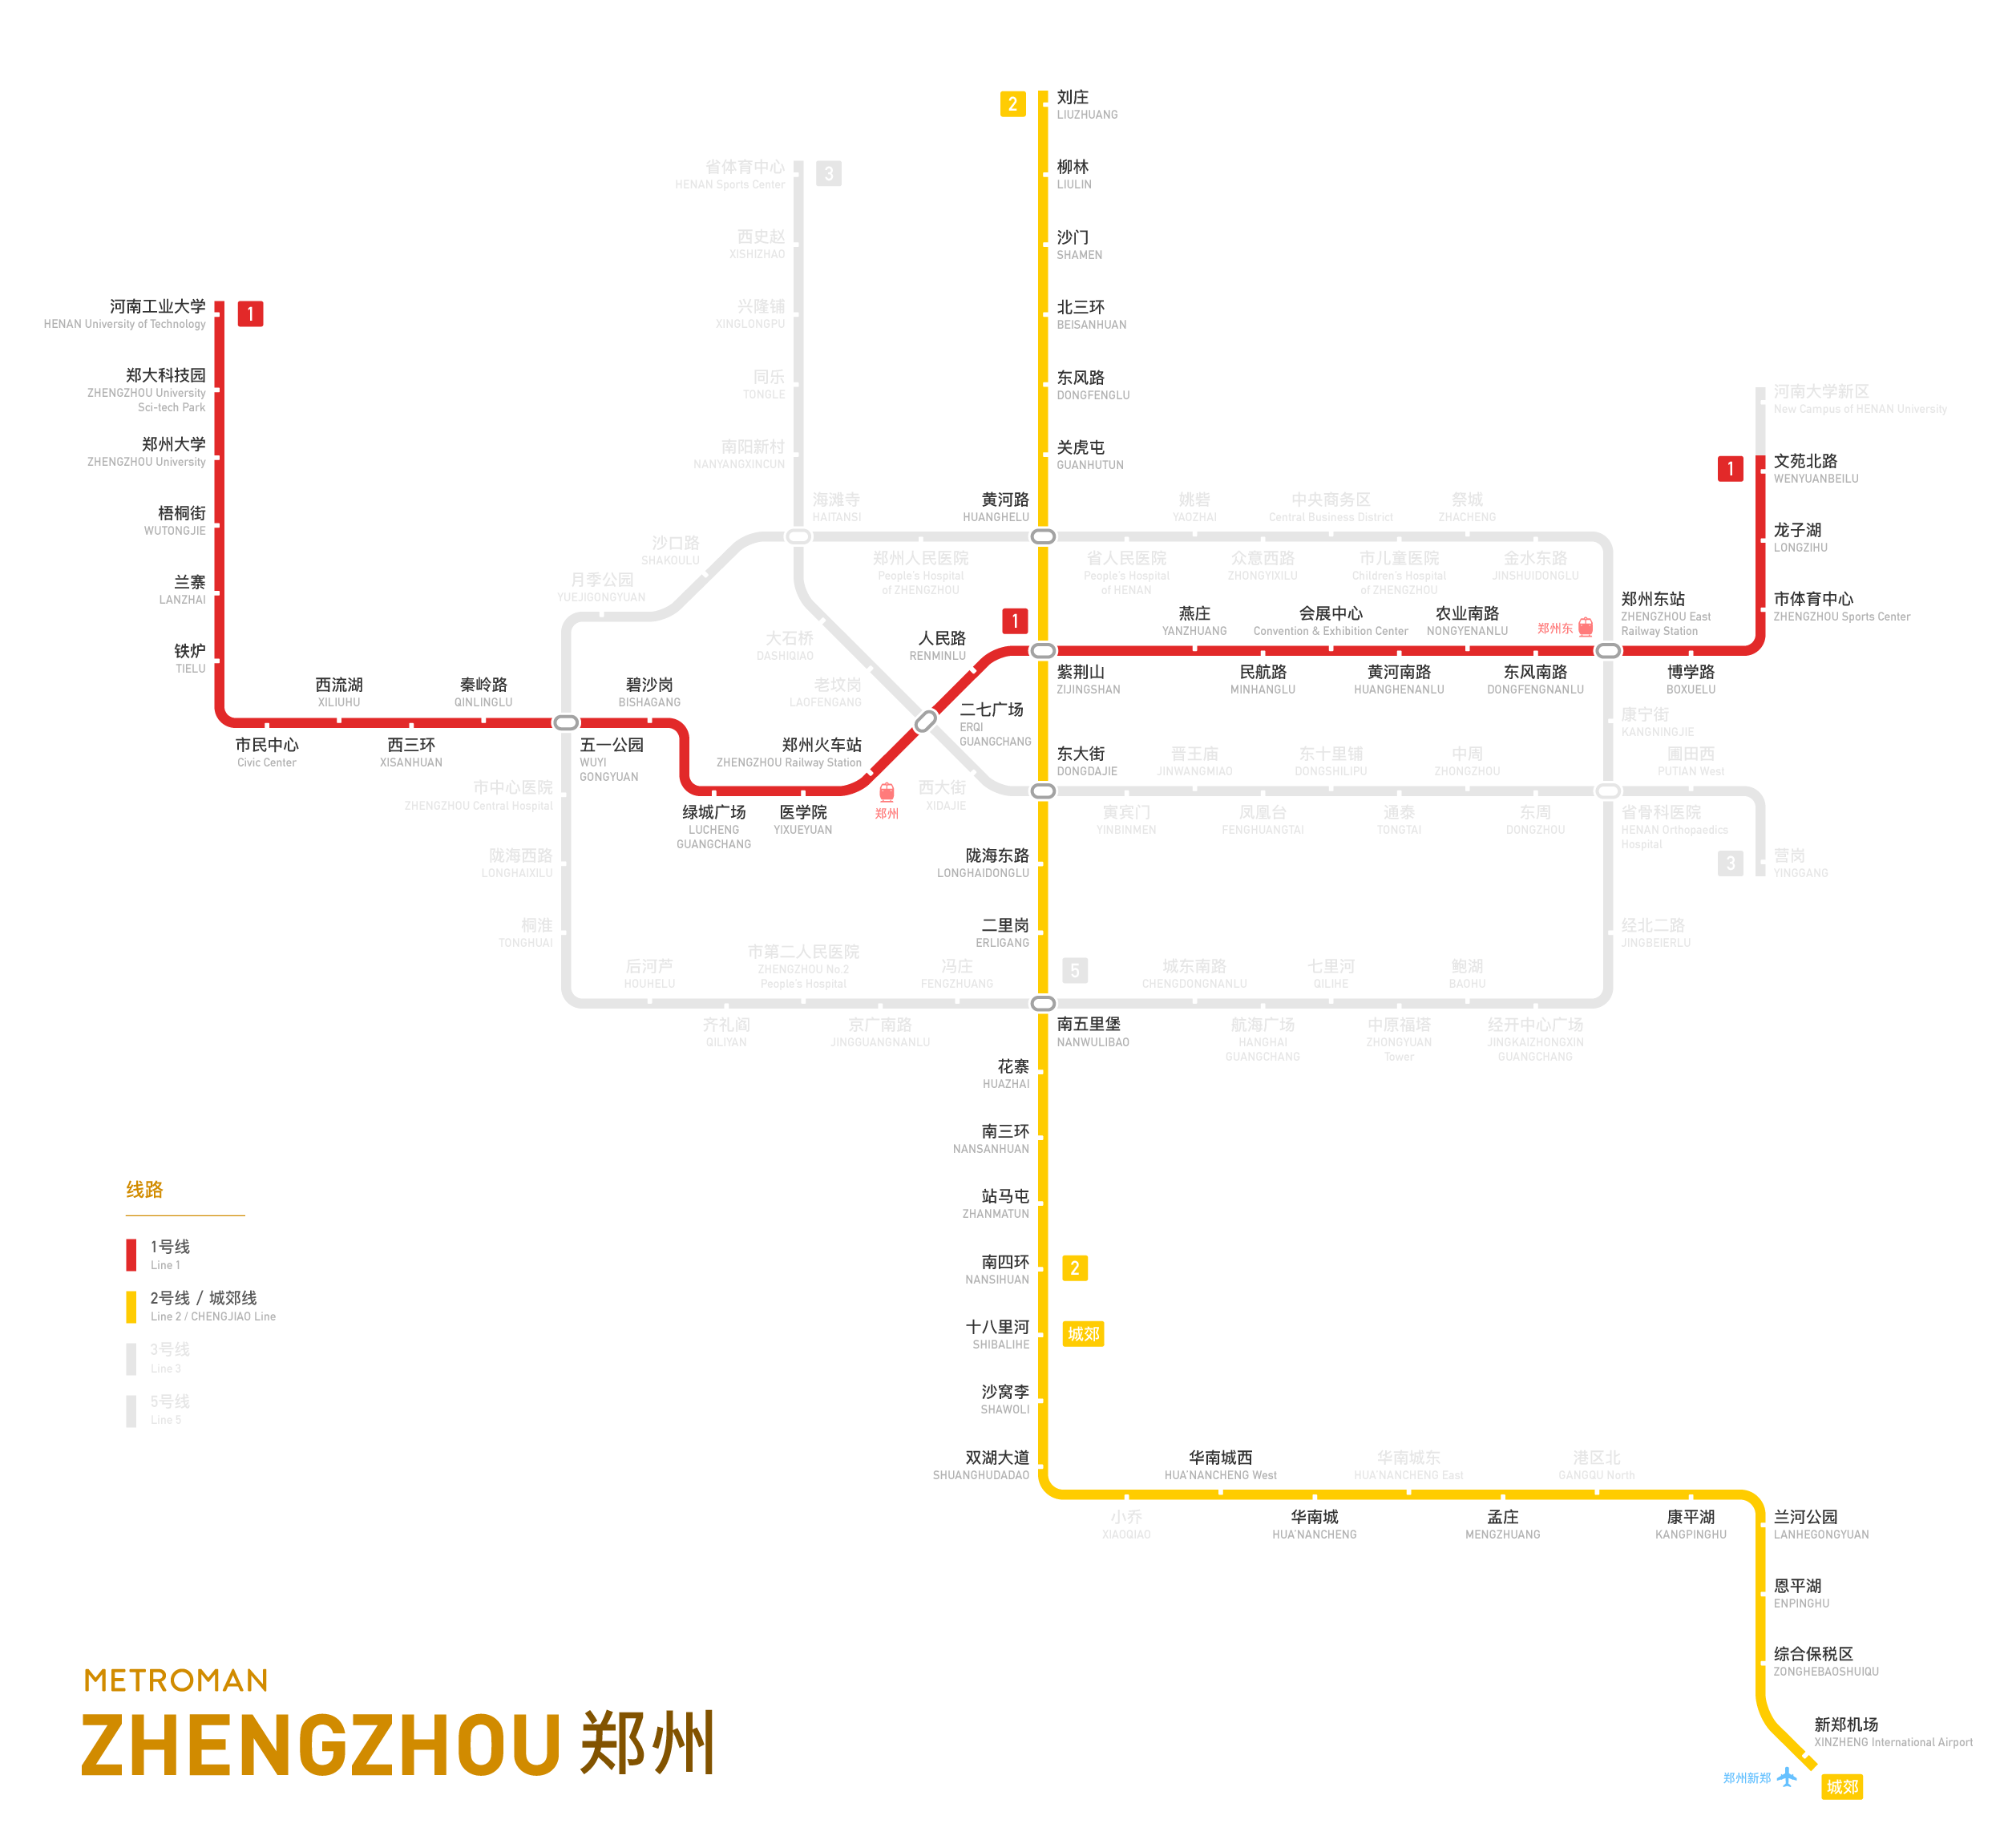 2
刘庄
LIUZHUANG
柳林
LIULIN
沙门
SHAMEN
北三环
BEISANHUAN
东风路
DONGFENGLU
关虎屯
GUANHUTUN
黄河路
HUANGHELU
省体育中心
HENAN Sports Center
3
西史赵
XISHIZHAO
兴隆铺
XINGLONGPU
同乐
TONGLE
南阳新村
NANYANGXINCUN
海滩寺
HAITANSI
河南工业大学
HENAN University of Technology
1
郑大科技园
ZHENGZHOU University
Sci-tech Park
郑州大学
ZHENGZHOU University
梧桐街
WUTONGJIE
兰寨
LANZHAI
铁炉
TIELU
市民中心
Civic Center
西流湖
XILIUHU
西三环
XISANHUAN
秦岭路
QINLINGLU
五一公园
WUYI
GONGYUAN
碧沙岗
BISHAGANG
绿城广场
LUCHENG
GUANGCHANG
医学院
YIXUEYUAN
郑州火车站
ZHENGZHOU Railway Station
郑州
二七广场
ERQI
GUANGCHANG
人民路
RENMINLU
1
紫荆山
ZIJINGSHAN
燕庄
YANZHUANG
民航路
MINHANGLU
会展中心
Convention & Exhibition Center
黄河南路
HUANGHENANLU
农业南路
NONGYENANLU
东风南路
DONGFENGNANLU
郑州东
郑州东站
ZHENGZHOU East
Railway Station
博学路
BOXUELU
市体育中心
ZHENGZHOU Sports Center
龙子湖
LONGZIHU
1
文苑北路
WENYUANBEILU
河南大学新区
New Campus of HENAN University
月季公园
YUEJIGONGYUAN
沙口路
SHAKOULU
郑州人民医院
People's Hospital
of ZHENGZHOU
省人民医院
People's Hospital
of HENAN
姚砦
YAOZHAI
众意西路
ZHONGYIXILU
中央商务区
Central Business District
市儿童医院
Children's Hospital
of ZHENGZHOU
祭城
ZHACHENG
金水东路
JINSHUIDONGLU
康宁街
KANGNINGJIE
大石桥
DASHIQIAO
老坟岗
LAOFENGANG
西大街
XIDAJIE
东大街
DONGDAJIE
寅宾门
YINBINMEN
晋王庙
JINWANGMIAO
凤凰台
FENGHUANGTAI
东十里铺
DONGSHILIPU
通泰
TONGTAI
中周
ZHONGZHOU
东周
DONGZHOU
省骨科医院
HENAN Orthopaedics
Hospital
圃田西
PUTIAN West
3
营岗
YINGGANG
市中心医院
ZHENGZHOU Central Hospital
陇海西路
LONGHAIXILU
桐淮
TONGHUAI
后河芦
HOUHELU
齐礼阎
QILIYAN
市第二人民医院
ZHENGZHOU No.2
People's Hospital
京广南路
JINGGUANGNANLU
冯庄
FENGZHUANG
陇海东路
LONGHAIDONGLU
二里岗
ERLIGANG
5
南五里堡
NANWULIBAO
城东南路
CHENGDONGNANLU
航海广场
HANGHAI
GUANGCHANG
七里河
QILIHE
中原福塔
ZHONGYUAN
Tower
鲍湖
BAOHU
经开中心广场
JINGKAIZHONGXIN
GUANGCHANG
经北二路
JINGBEIERLU
花寨
HUAZHAI
南三环
NANSANHUAN
站马屯
ZHANMATUN
南四环
NANSIHUAN
2
十八里河
SHIBALIHE
城郊
沙窝李
SHAWOLI
双湖大道
SHUANGHUDADAO
小乔
XIAOQIAO
华南城西
HUA'NANCHENG West
华南城
HUA'NANCHENG
华南城东
HUA'NANCHENG East
孟庄
MENGZHUANG
港区北
GANGQU North
康平湖
KANGPINGHU
兰河公园
LANHEGONGYUAN
恩平湖
ENPINGHU
综合保税区
ZONGHEBAOSHUIQU
新郑机场
XINZHENG International Airport
郑州新郑
城郊
线路
1号线
Line 1
2号线 / 城郊线
Line 2 / CHENGJIAO Line
3号线
Line 3
5号线
Line 5
METROMAN
ZHENGZHOU 郑州